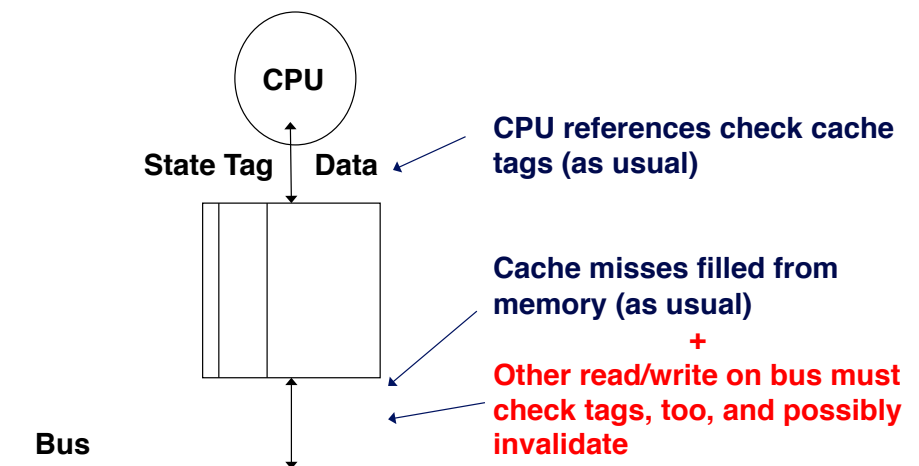 CPU
CPU references check cache
tags (as usual)
State Tag Data
Cache misses filled from
memory (as usual)
+
Other read/write on bus must
check tags, too, and possibly
invalidate
Bus